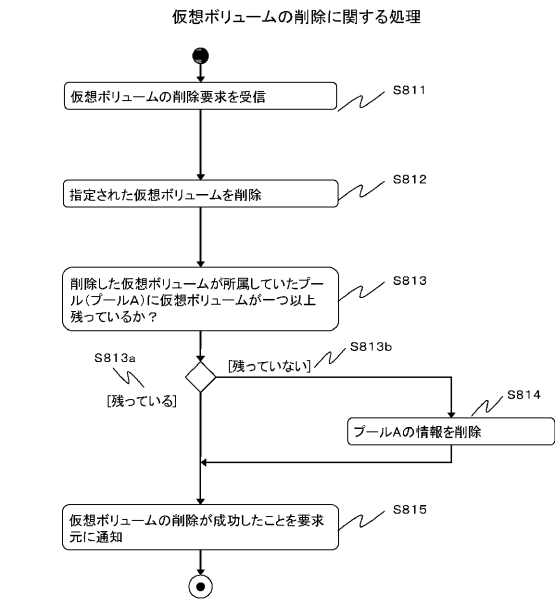 仮想ボリュームの削除に関する処理
仮想ボリュームの削除要求を受信
S811
指定された仮想ボリュームを削除
S812
削除した仮想ボリュームが所属していたプー
ル(プールA)に仮想ボリュームが一つ以上
残っているか?
S813
S813a
[残っている]
[残っていない]
S813b
プールAの情報を削除
S814
仮想ボリュームの削除が成功したことを要求
元に通知
S815